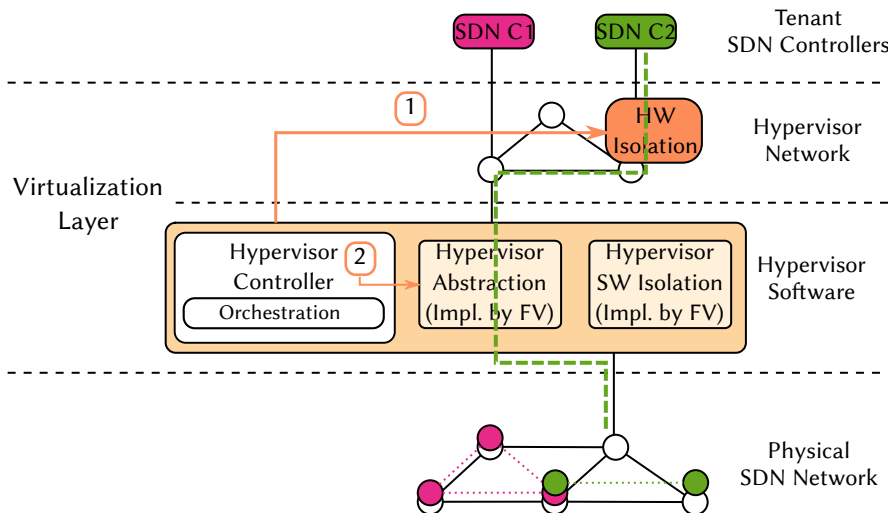 SDN C1
SDN C2
Tenant
SDN Controllers
1
HW
Isolation
Hypervisor
Network
Virtualization
Layer
Hypervisor
Controller
2
Orchestration
Hypervisor
Abstraction
(Impl. by FV)
Hypervisor
SW Isolation
(Impl. by FV)
Hypervisor
Software
Physical
SDN Network